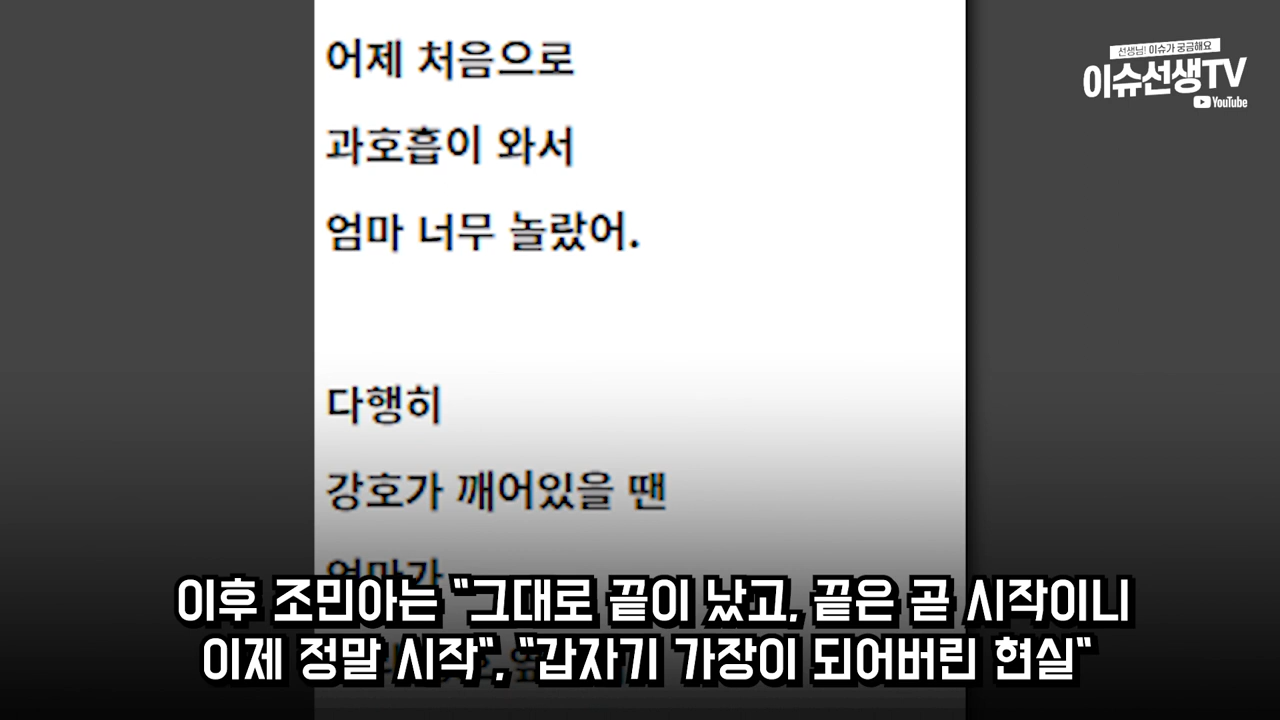 어제 처음으로
과호흡이 와서
엄마 너무 놀랐어.
다행히
강호가 깨어있을 땐
엄마가
이후 조민아는 "그대로 끝이 났고, 끝은 곧 시작이니
이제 정말 시작", "갑자기 가장이 되어버린 현실"
선생님! 이슈가 궁금해요
이슈선생TV
YouTube